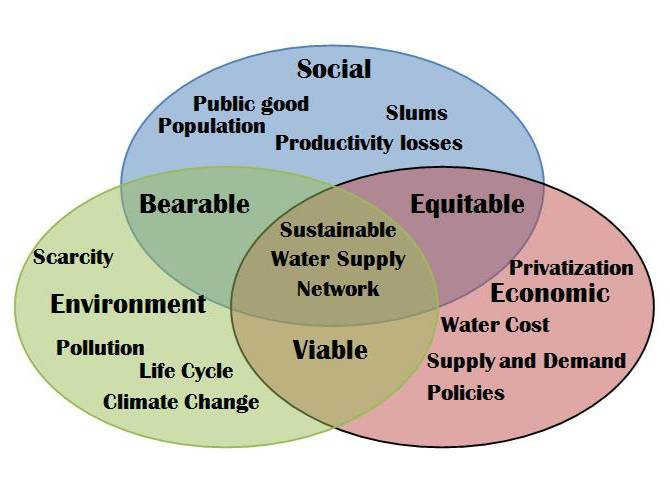 Social
Public good
Slums
Population
Productivity losses
Bearable
Equitable
Sustainable
Water Supply
Network
Scarcity
Privatization
Environment
Economic
Water Cost
Pollution
Viable
Life Cycle
Supply and Demand
Climate Change
Policies